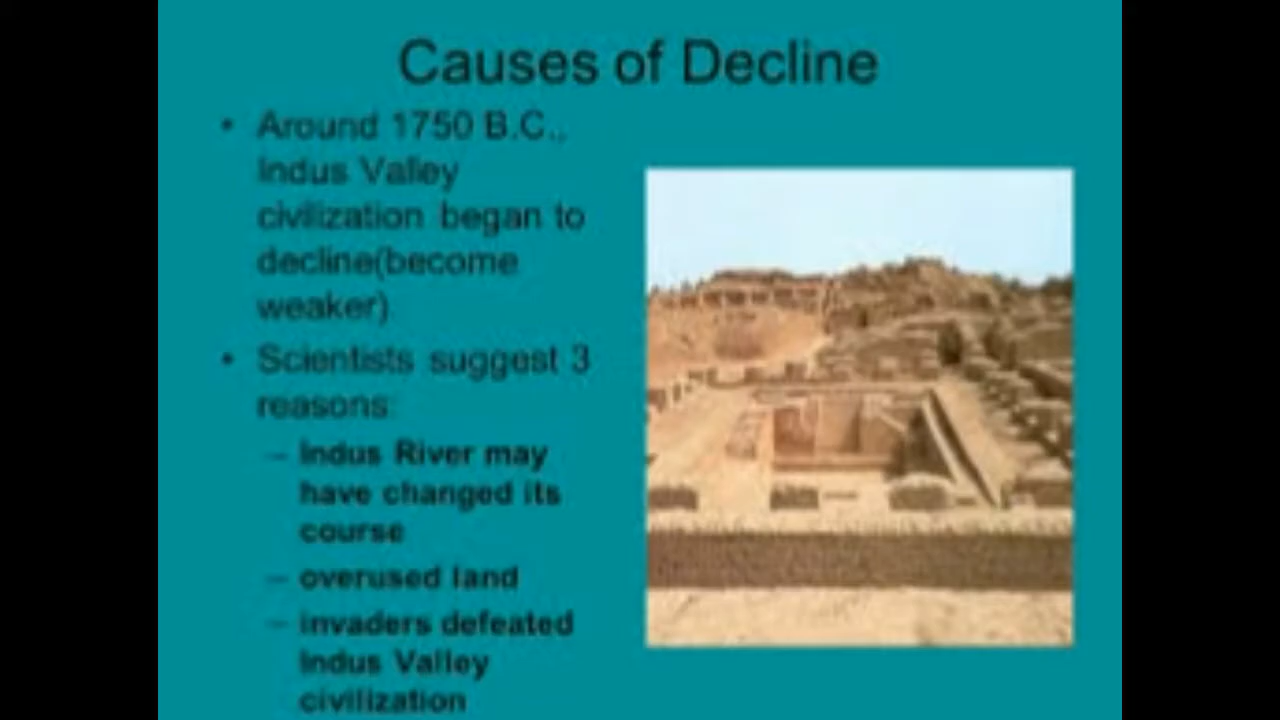 Causes of Decline
• Around 1750 B.C.,
Indus Valley
civilization began to
decline(become
weaker)
• Scientists suggest 3
reasons:
– Indus River may
have changed its
course
– overused land
– invaders defeated
Indus Valley
civilization